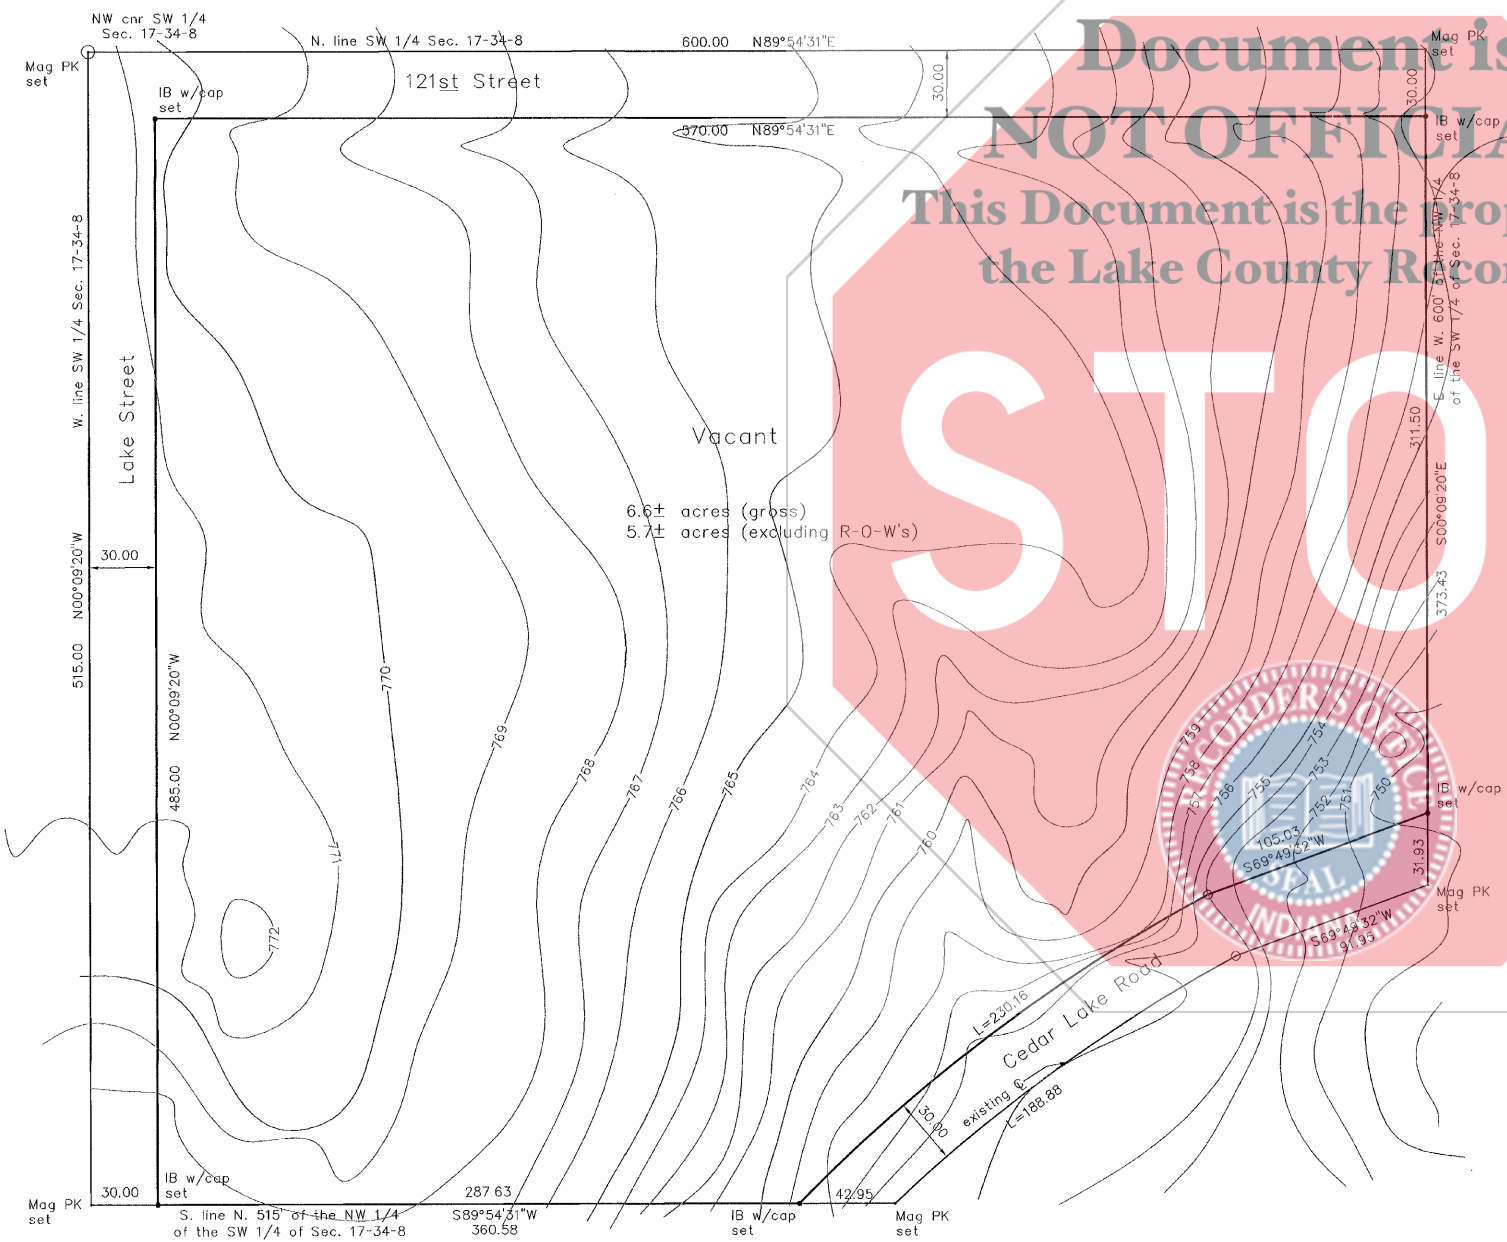 NW cnr SW 1/4
Sec. 17-34-8
N. line SW 1/4 Sec. 17-34-8
600.00 N89°54'31"E
Mag PK
set
Mag PK
set
121st Street
30.00
30.00
IB w/cap
set
570.00 N89°54'31"E
IB w/cap
set
Document is
NOT OFFICIA
This Document is the prop
the Lake County Recor
STO
W. line SW 1/4 Sec. 17-34-8
Lake Street
E. line W. 600' of the NW 1/4
of the SW 1/4 of Sec. 17-34-8
311.50
S00°09'20"E
373.43
Vacant
6.6± acres (gross)
5.7± acres (excluding R-O-W's)
30.00
515.00 N00°09'20"W
485.00 N00°09'20"W
770
769
768
767
766
765
764
763
762
761
760
759
758
757
756
755
754
753
752
751
750
771
772
RECORDER'S OFFICE
SEAL
INDIANA
105.03
S69°49'32"W
IB w/cap
set
31.93
Mag PK
set
S69°49'32"W
91.95
L=230.16
Cedar Lake Road
existing ℄
L=188.88
30.00
IB w/cap
set
Mag PK
set
30.00
287.63
42.95
S. line N. 515' of the NW 1/4
of the SW 1/4 of Sec. 17-34-8
S89°54'31"W
360.58
IB w/cap
set
Mag PK
set